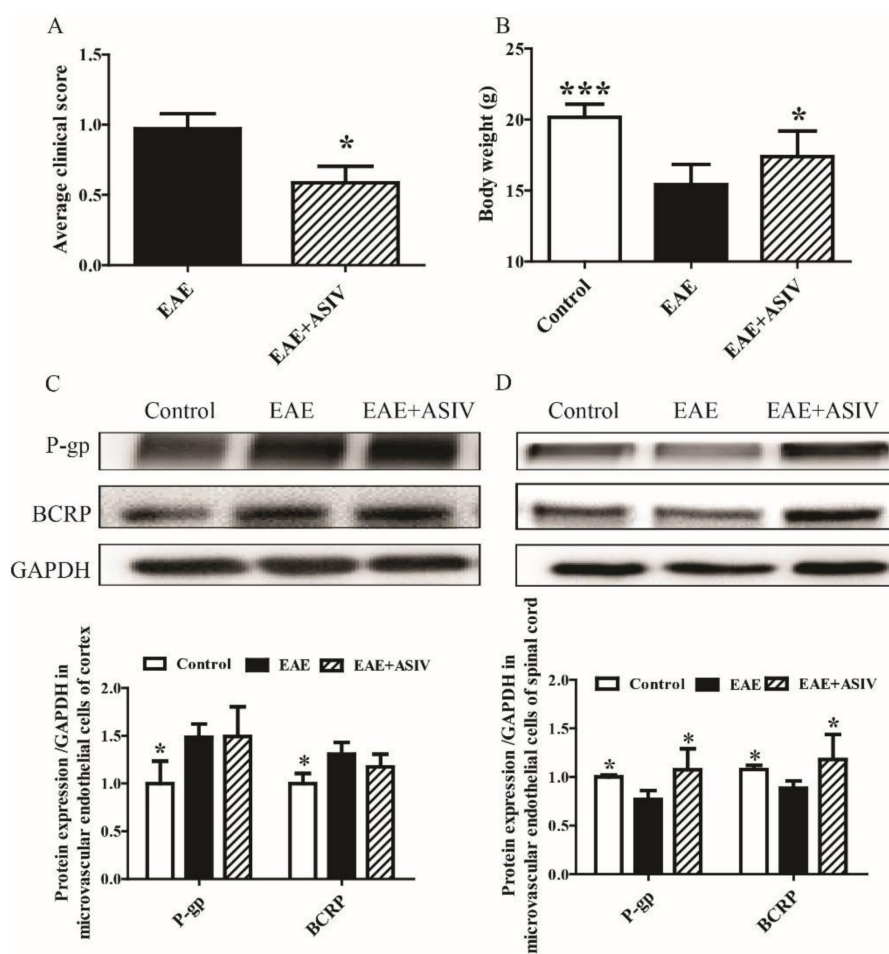 A
Average clinical score
1.5
1.0
0.5
0.0
*
EAE
EAE+ASIV
B
Body weight (g)
25
20
15
10
***
*
Control
EAE
EAE+ASIV
C
Control EAE EAE+ASIV
P-gp
BCRP
GAPDH
Control EAE EAE+ASIV
Protein expression /GAPDH in
microvascular endothelial cells of cortex
2.0
1.5
1.0
0.5
0.0
*
*
P-gp
BCRP
D
Control EAE EAE+ASIV
Control EAE EAE+ASIV
Protein expression /GAPDH in
microvascular endothelial cells of spinal cord
2.0
1.5
1.0
0.5
0.0
*
*
*
*
P-gp
BCRP